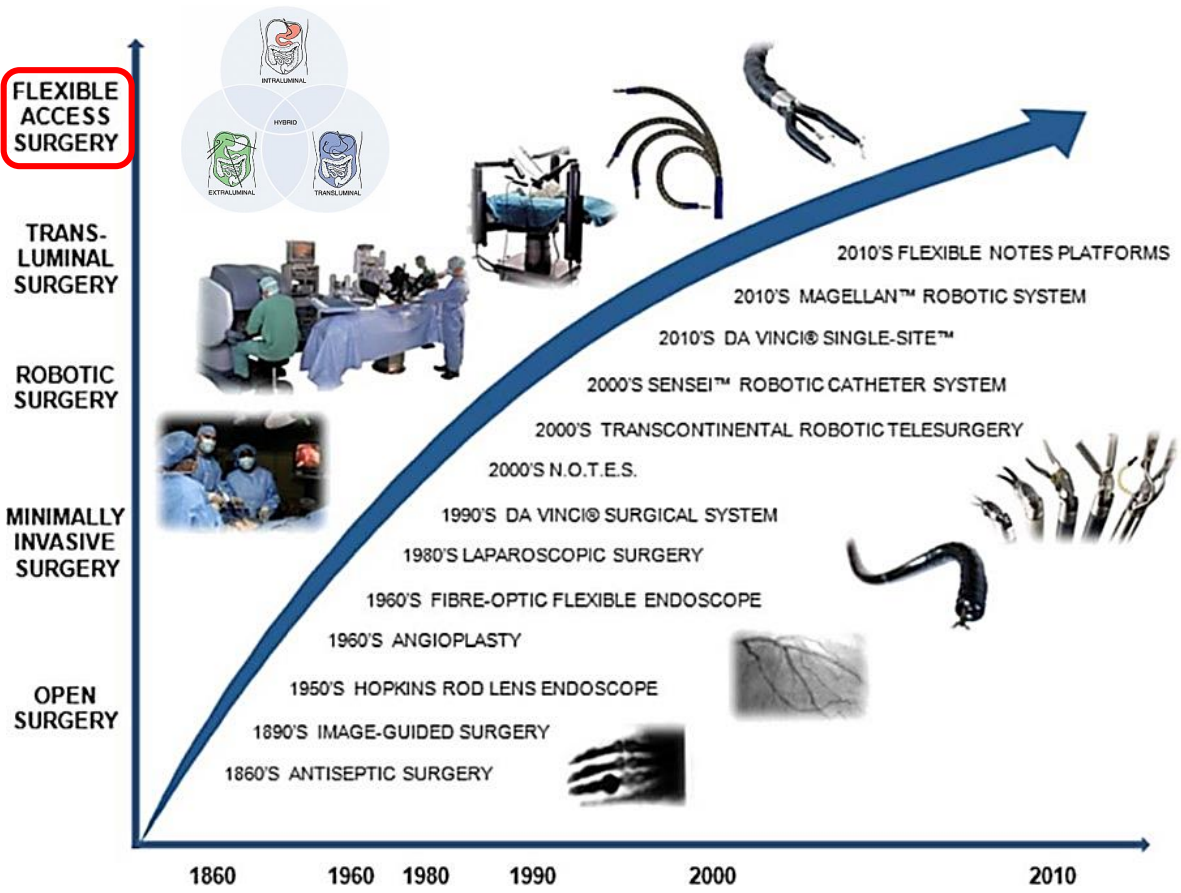 FLEXIBLE
ACCESS
SURGERY
INTRALUMINAL
HYBRID
EXTRALUMINAL
TRANSLUMINAL
TRANS-
LUMINAL
SURGERY
ROBOTIC
SURGERY
MINIMALLY
INVASIVE
SURGERY
OPEN
SURGERY
2010'S FLEXIBLE NOTES PLATFORMS
2010'S MAGELLAN™ ROBOTIC SYSTEM
2010'S DA VINCI® SINGLE-SITE™
2000'S SENSEI™ ROBOTIC CATHETER SYSTEM
2000'S TRANSCONTINENTAL ROBOTIC TELESURGERY
2000'S N.O.T.E.S.
1990'S DA VINCI® SURGICAL SYSTEM
1980'S LAPAROSCOPIC SURGERY
1960'S FIBRE-OPTIC FLEXIBLE ENDOSCOPE
1960'S ANGIOPLASTY
1950'S HOPKINS ROD LENS ENDOSCOPE
1890'S IMAGE-GUIDED SURGERY
1860'S ANTISEPTIC SURGERY
1860 1960 1980 1990 2000 2010